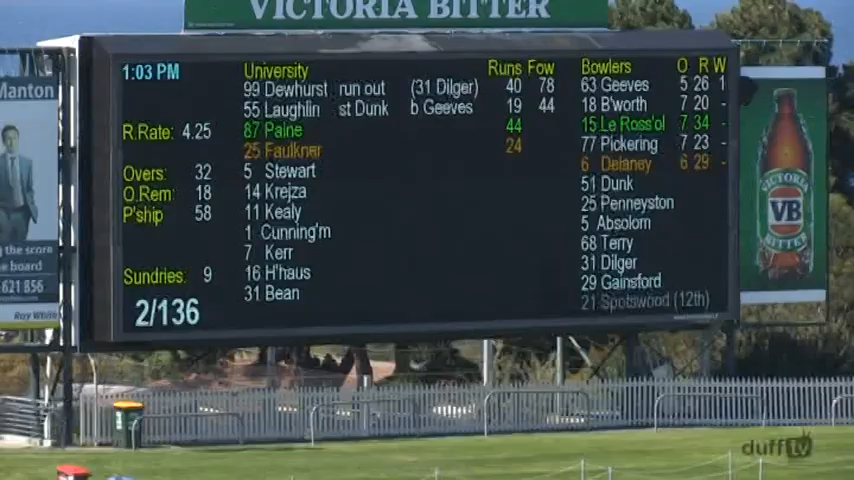 VICTORIA BITTER
1:03 PM University Runs Fow Bowlers O R W
99 Dewhurst run out (31 Dilger) 40 78 63 Geeves 5 26 1
55 Laughlin st Dunk b Geeves 19 44 18 B'worth 7 20 -
R.Rate: 4.25 87 Paine 44 15 Le Ross'ol 7 34 -
25 Faulkner 24 77 Pickering 7 23 -
Overs: 32 5 Stewart 6 Delaney 6 29 -
O.Rem: 18 14 Krejza 51 Dunk
P'ship 58 11 Kealy 25 Penneyston
1 Cunning'm 5 Absolom
7 Kerr 68 Terry
Sundries: 9 16 H'haus 31 Dilger
2/136 31 Bean 29 Gainsford
21 Spotswood (12th)
Manton
g the score
he board
621 856
Ray White
VICTORIA
VB
BITTER
duff tv